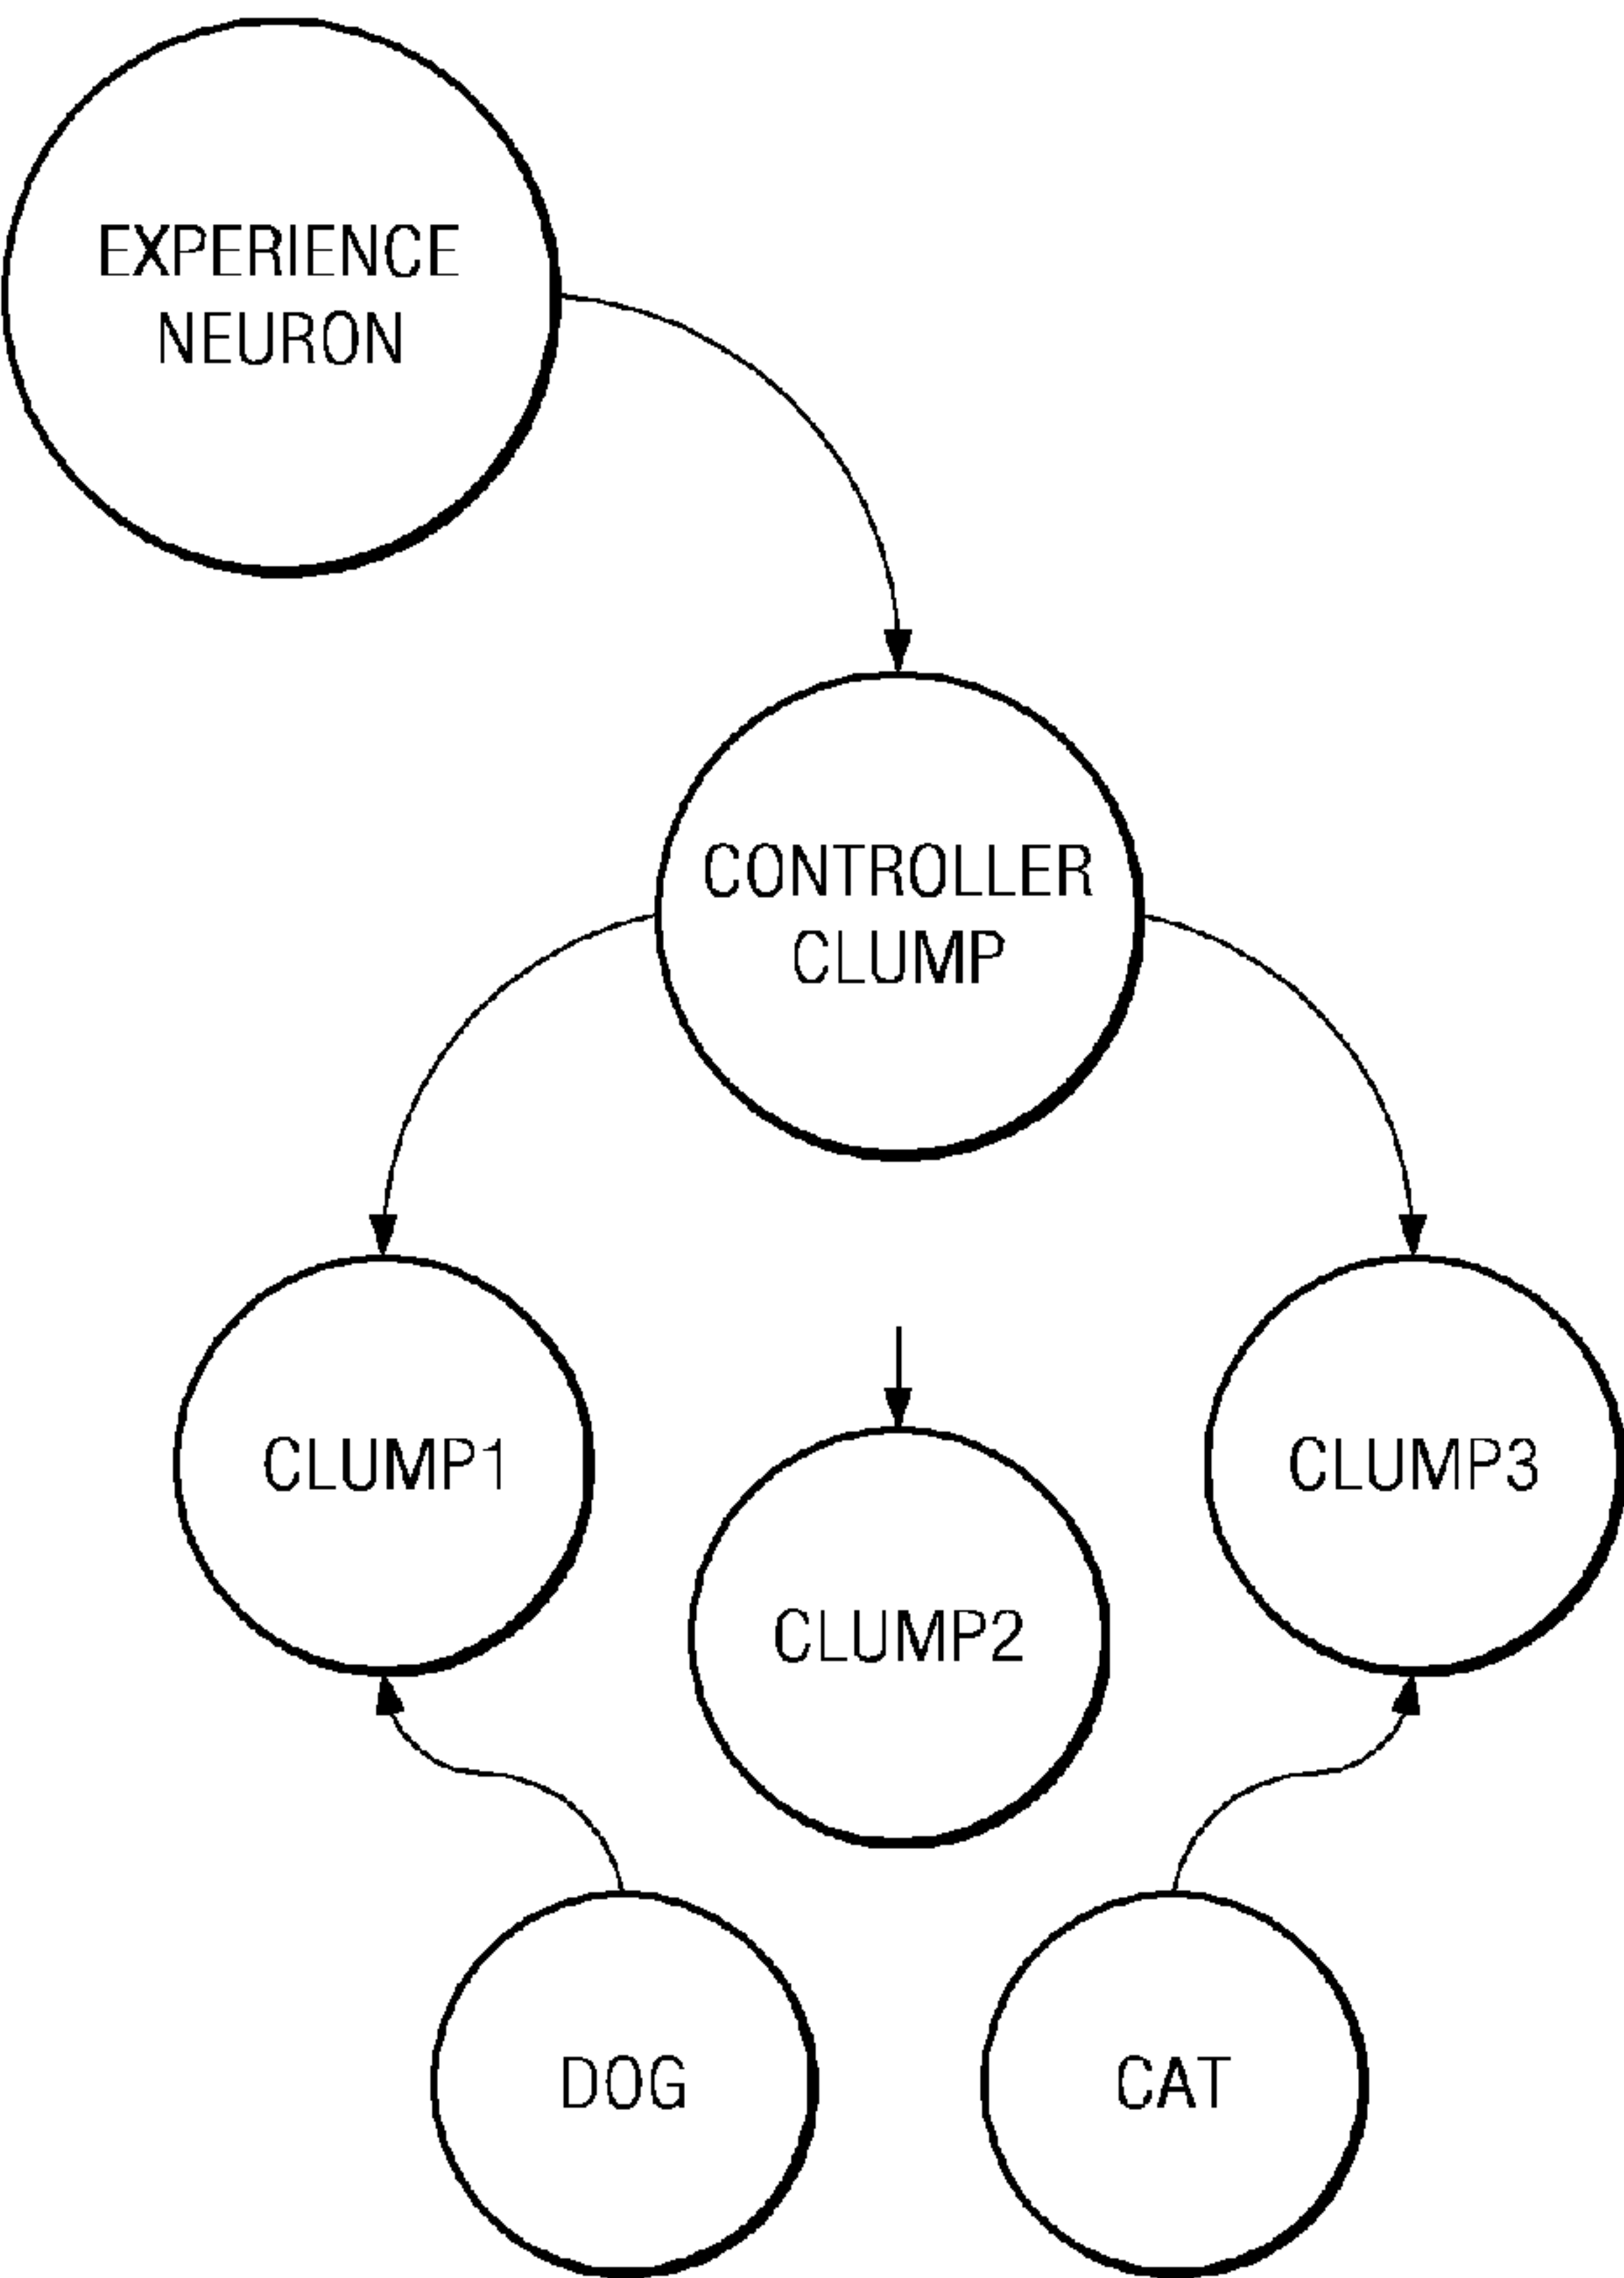 EXPERIENCE
NEURON
CONTROLLER
CLUMP
CLUMP1
CLUMP2
CLUMP3
DOG
CAT